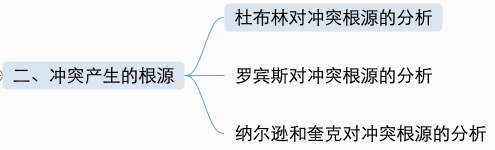 杜布林对冲突根源的分析
二、冲突产生的根源
罗宾斯对冲突根源的分析
纳尔逊和奎克对冲突根源的分析